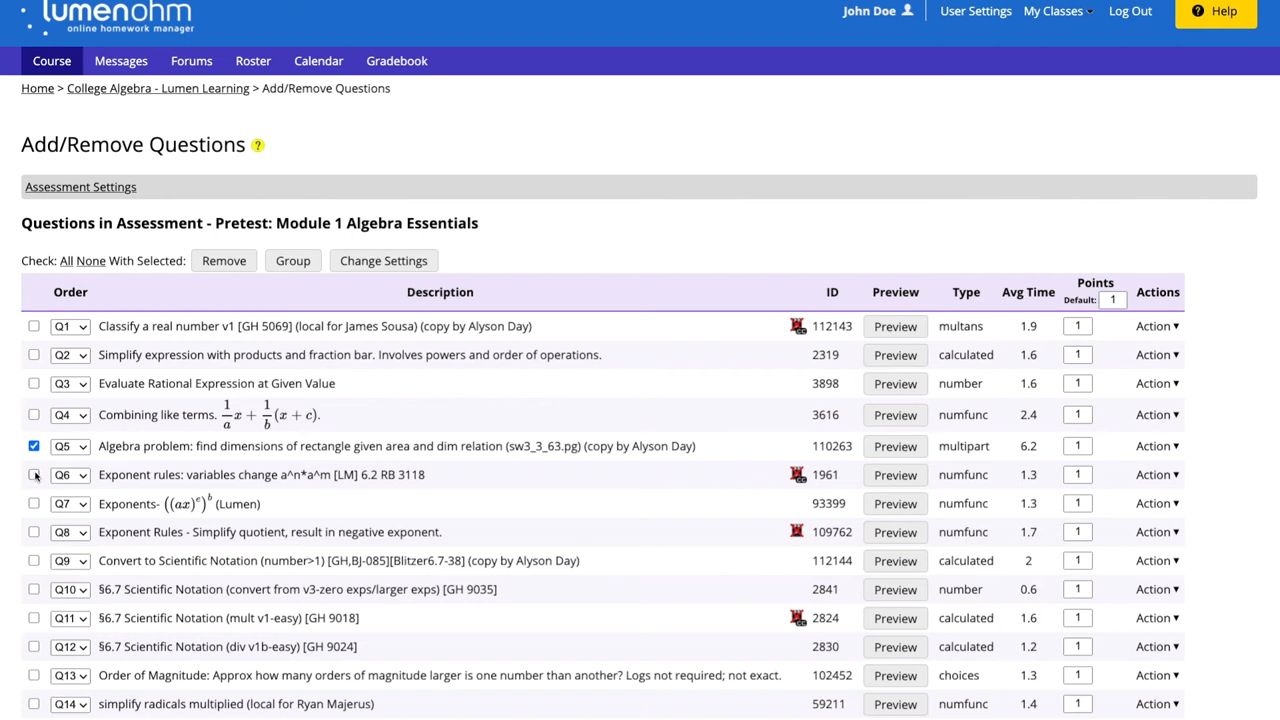 lumenohm
online homework manager
John Doe User Settings My Classes Log Out ? Help
Course Messages Forums Roster Calendar Gradebook
Home > College Algebra - Lumen Learning > Add/Remove Questions
Add/Remove Questions ?
Assessment Settings
Questions in Assessment - Pretest: Module 1 Algebra Essentials
Check: All None With Selected: Remove Group Change Settings
Order Description ID Preview Type Avg Time Points Default: 1 Actions
Q1 Classify a real number v1 [GH 5069] (local for James Sousa) (copy by Alyson Day) CC 112143 Preview multans 1.9 1 Action▼
Q2 Simplify expression with products and fraction bar. Involves powers and order of operations. 2319 Preview calculated 1.6 1 Action▼
Q3 Evaluate Rational Expression at Given Value 3898 Preview number 1.6 1 Action▼
Q4 Combining like terms. 1/a x + 1/b (x + c). 3616 Preview numfunc 2.4 1 Action▼
Q5 Algebra problem: find dimensions of rectangle given area and dim relation (sw3_3_63.pg) (copy by Alyson Day) 110263 Preview multipart 6.2 1 Action▼
Q6 Exponent rules: variables change a^n*a^m [LM] 6.2 RB 3118 CC 1961 Preview numfunc 1.3 1 Action▼
Q7 Exponents- ((ax)^e)^b (Lumen) 93399 Preview numfunc 1.3 1 Action▼
Q8 Exponent Rules - Simplify quotient, result in negative exponent. 109762 Preview numfunc 1.7 1 Action▼
Q9 Convert to Scientific Notation (number>1) [GH,BJ-085][Blitzer6.7-38] (copy by Alyson Day) 112144 Preview calculated 2 1 Action▼
Q10 §6.7 Scientific Notation (convert from v3-zero exps/larger exps) [GH 9035] 2841 Preview number 0.6 1 Action▼
Q11 §6.7 Scientific Notation (mult v1-easy) [GH 9018] CC 2824 Preview calculated 1.6 1 Action▼
Q12 §6.7 Scientific Notation (div v1b-easy) [GH 9024] 2830 Preview calculated 1.2 1 Action▼
Q13 Order of Magnitude: Approx how many orders of magnitude larger is one number than another? Logs not required; not exact. 102452 Preview choices 1.3 1 Action▼
Q14 simplify radicals multiplied (local for Ryan Majerus) 59211 Preview numfunc 1.4 1 Action▼